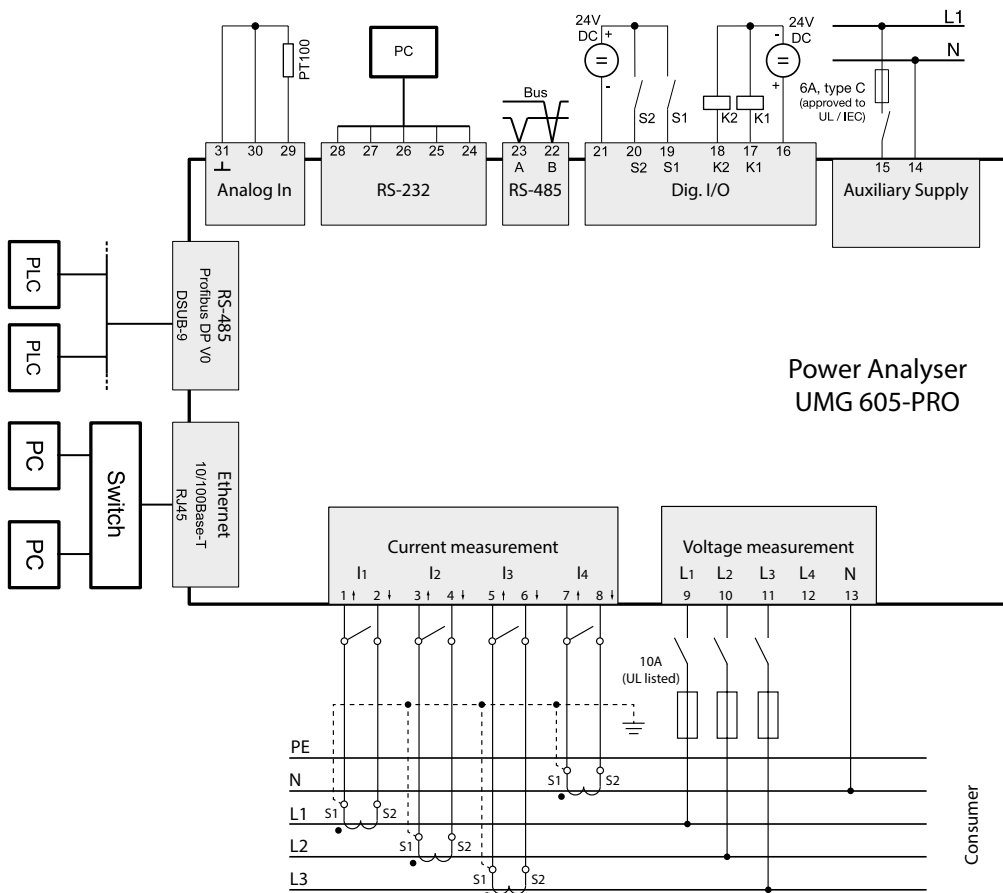 24V
DC
+
-
24V
DC
-
+
L1
N
PT100
PC
Bus
S2
S1
K2
K1
6A, type C
(approved to
UL / IEC)
31
30
29
28
27
26
25
24
23
22
21
20
19
18
17
16
15
14
A
B
S2
S1
K2
K1
Analog In
RS-232
RS-485
Dig. I/O
Auxiliary Supply
PLC
PLC
RS-485
Profibus DP V0
DSUB-9
Power Analyser
UMG 605-PRO
PC
PC
Switch
Ethernet
10/100Base-T
RJ45
Current measurement
I1
I2
I3
I4
1
2
3
4
5
6
7
8
Voltage measurement
L1
L2
L3
L4
N
9
10
11
12
13
10A
(UL listed)
PE
N
L1
L2
L3
S1
S2
S1
S2
S1
S2
S1
S2
Consumer